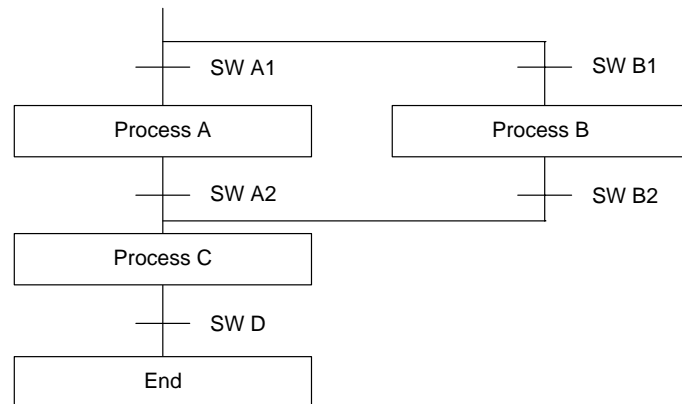 SW A1
SW B1
Process A
Process B
SW A2
SW B2
Process C
SW D
End